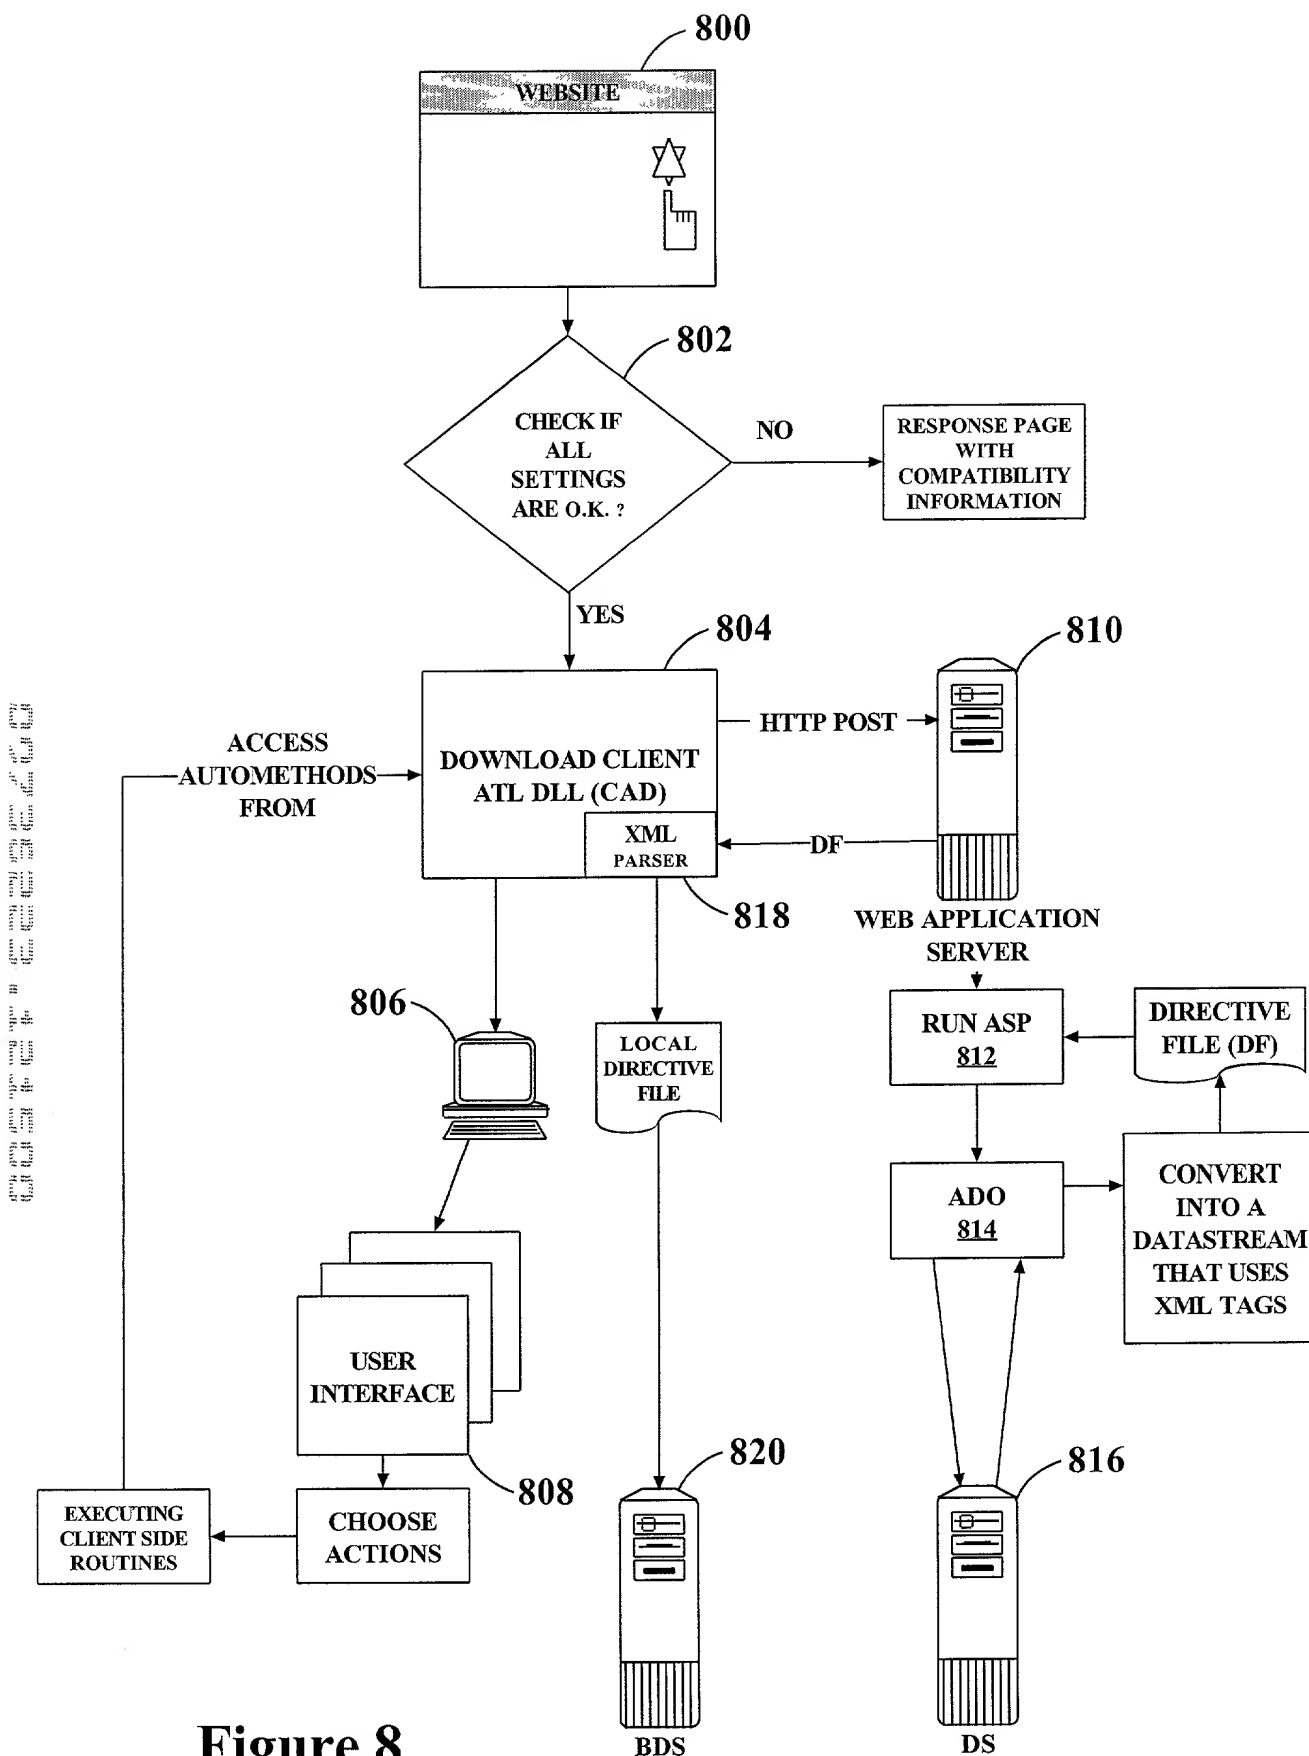 800
WEBSITE
802
CHECK IF
ALL
SETTINGS
ARE O.K. ?
NO
RESPONSE PAGE
WITH
COMPATIBILITY
INFORMATION
YES
804
810
HTTP POST
ACCESS
AUTOMETHODS
FROM
DOWNLOAD CLIENT
ATL DLL (CAD)
XML
PARSER
DF
818
WEB APPLICATION
SERVER
806
LOCAL
DIRECTIVE
FILE
RUN ASP
812
DIRECTIVE
FILE (DF)
ADO
814
CONVERT
INTO A
DATASTREAM
THAT USES
XML TAGS
USER
INTERFACE
808
820
816
EXECUTING
CLIENT SIDE
ROUTINES
CHOOSE
ACTIONS
BDS
DS
Figure 8